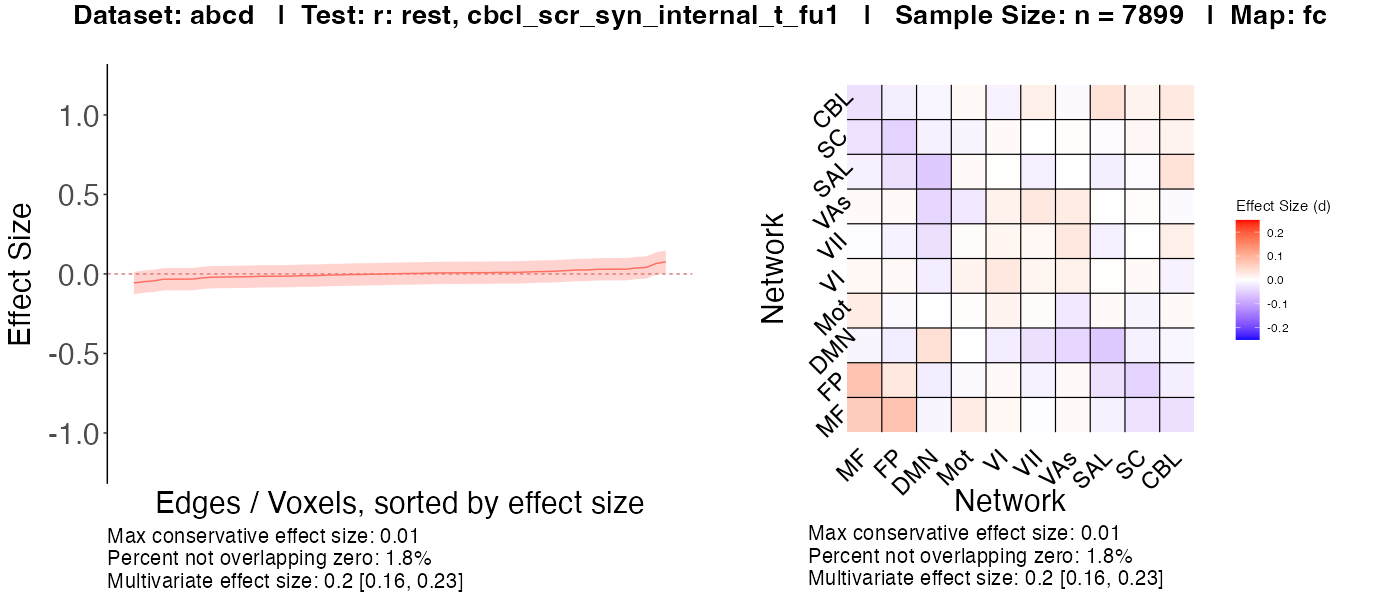 Dataset: abcd | Test: r: rest, cbcl_scr_syn_internal_t_fu1 | Sample Size: n = 7899 | Map: fc
Effect Size
1.0
0.5
0.0
-0.5
-1.0
Edges / Voxels, sorted by effect size
Max conservative effect size: 0.01
Percent not overlapping zero: 1.8%
Multivariate effect size: 0.2 [0.16, 0.23]
Network
CBL
SC
SAL
VAs
VII
VI
Mot
DMN
FP
MF
MF
FP
DMN
Mot
VI
VII
VAs
SAL
SC
CBL
Network
Max conservative effect size: 0.01
Percent not overlapping zero: 1.8%
Multivariate effect size: 0.2 [0.16, 0.23]
Effect Size (d)
0.2
0.1
0.0
-0.1
-0.2